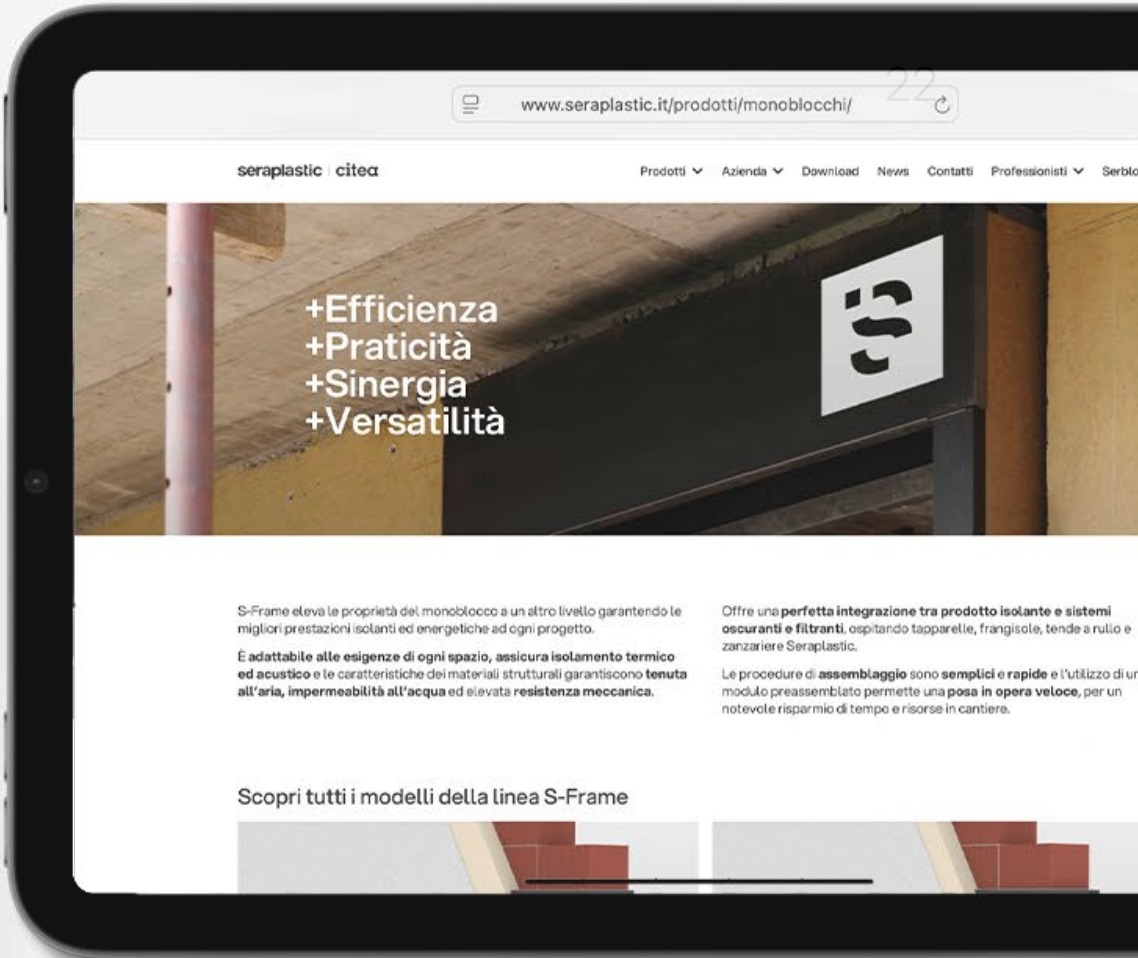 22
www.seraplastic.it/prodotti/monoblocchi/
seraplastic | citea
Prodotti Azienda Download News Contatti Professionisti
+Efficienza
+Praticità
+Sinergia
+Versatilità
S-Frame eleva le proprietà del monoblocco a un altro livello garantendo le
migliori prestazioni isolanti ed energetiche ad ogni progetto.
È adattabile alle esigenze di ogni spazio, assicura isolamento termico
ed acustico e le caratteristiche dei materiali strutturali garantiscono tenuta
all'aria, impermeabilità all'acqua ed elevata resistenza meccanica.
Offre una perfetta integrazione tra prodotto isolante e sistemi
oscuranti e filtranti, ospitando tapparelle, frangisole, tende a rullo e
zanzariere Seraplastic.
Le procedure di assemblaggio sono semplici e rapide e l'utilizzo di un
modulo preassemblato permette una posa in opera veloce, per un
notevole risparmio di tempo e risorse in cantiere.
Scopri tutti i modelli della linea S-Frame